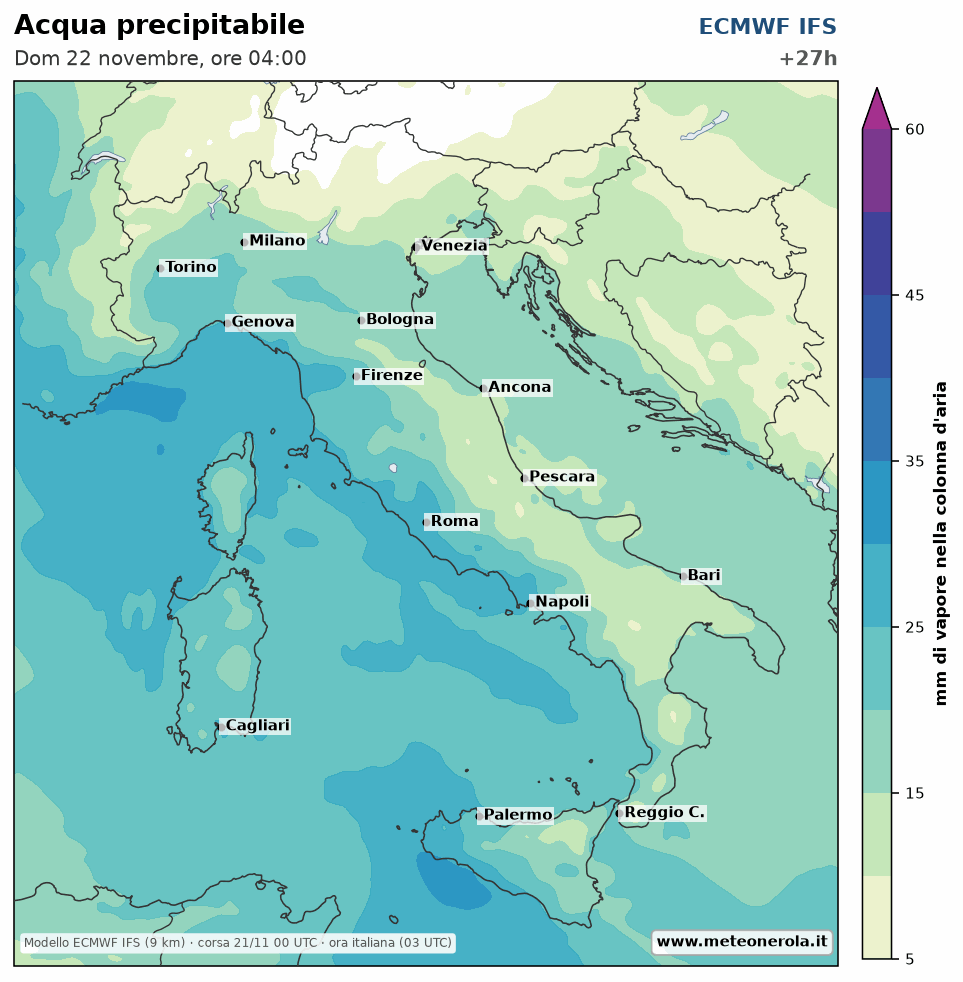 Acqua precipitabile
ECMWF IFS
Dom 22 novembre, ore 04:00
+27h
Milano
Venezia
Torino
Genova
Bologna
Firenze
Ancona
Pescara
Roma
Bari
Napoli
Cagliari
Palermo
Reggio C.
60
45
35
25
15
5
mm di vapore nella colonna d'aria
Modello ECMWF IFS (9 km) · corsa 21/11 00 UTC · ora italiana (03 UTC)
www.meteonerola.it